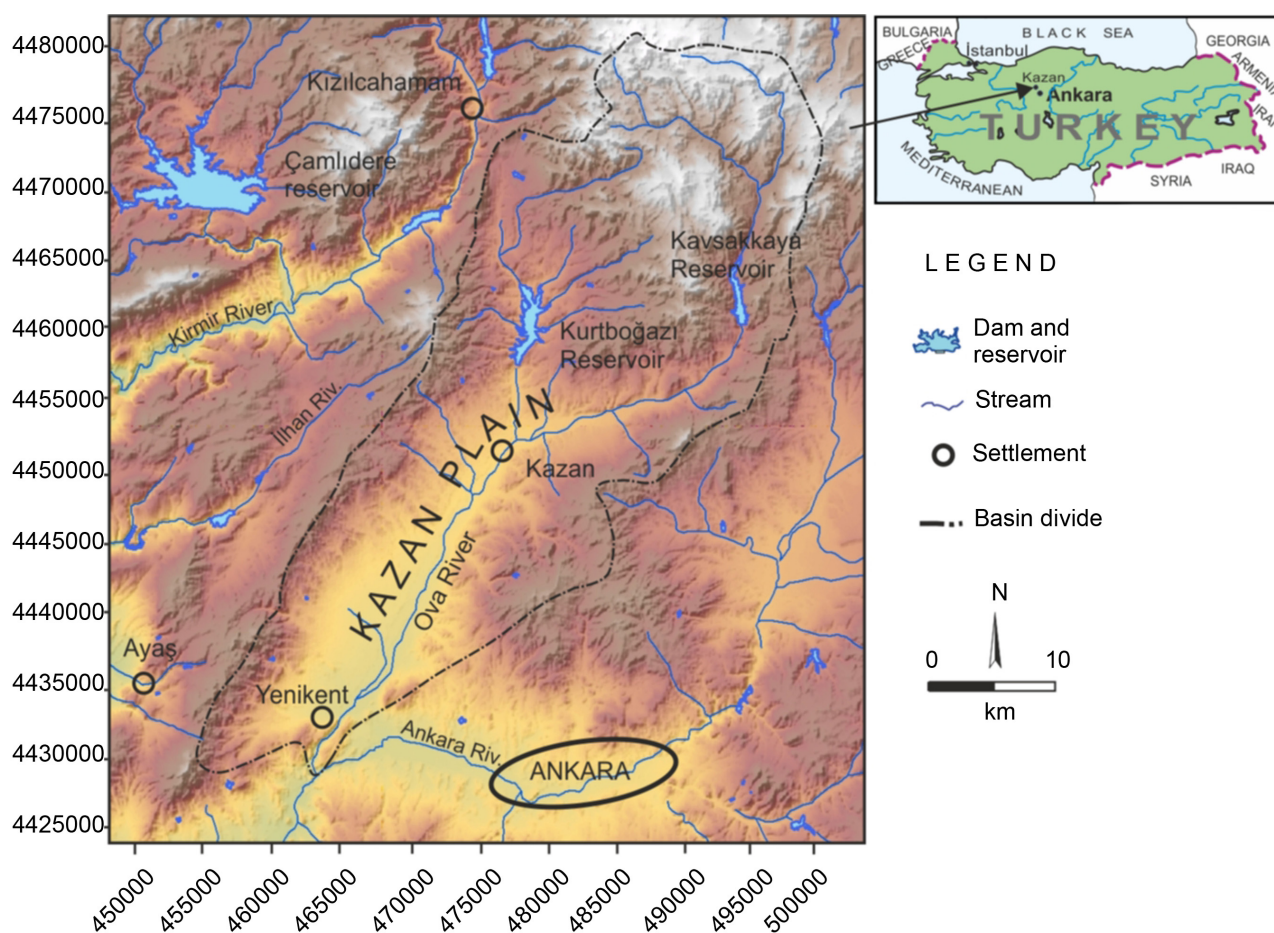 4480000
4475000
4470000
4465000
4460000
4455000
4450000
4445000
4440000
4435000
4430000
4425000
450000
455000
460000
465000
470000
475000
480000
485000
490000
495000
500000
Kızılcahamam
Çamlıdere
reservoir
Kavsakkaya
Reservoir
Kirmir River
Kurtboğazı
Reservoir
Ilhan Riv.
KAZAN PLAIN
Kazan
Ova River
Ayaş
Yenikent
Ankara Riv.
ANKARA
BULGARIA
BLACK SEA
GEORGIA
GREECE
İstanbul
ARMENI
Kazan
Ankara
IRA
TURKEY
MEDITERRANEAN
SYRIA
IRAQ
LEGEND
Dam and
reservoir
Stream
Settlement
Basin divide
N
0 10
km